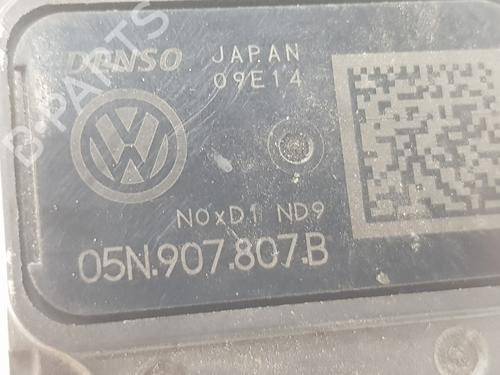 DENSO JAPAN
09E14
NOxD1 ND9
05N.907.807.B
B-PARTS